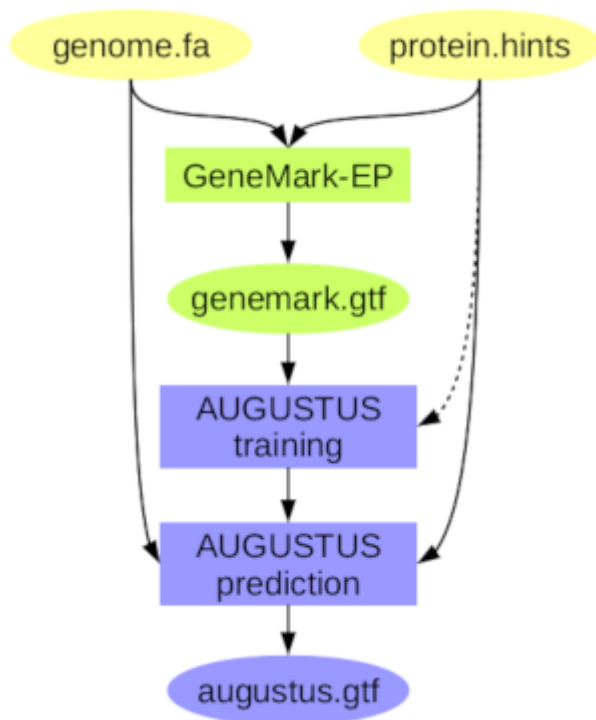 genome.fa
protein.hints
GeneMark-EP
genemark.gtf
AUGUSTUS
training
AUGUSTUS
prediction
augustus.gtf